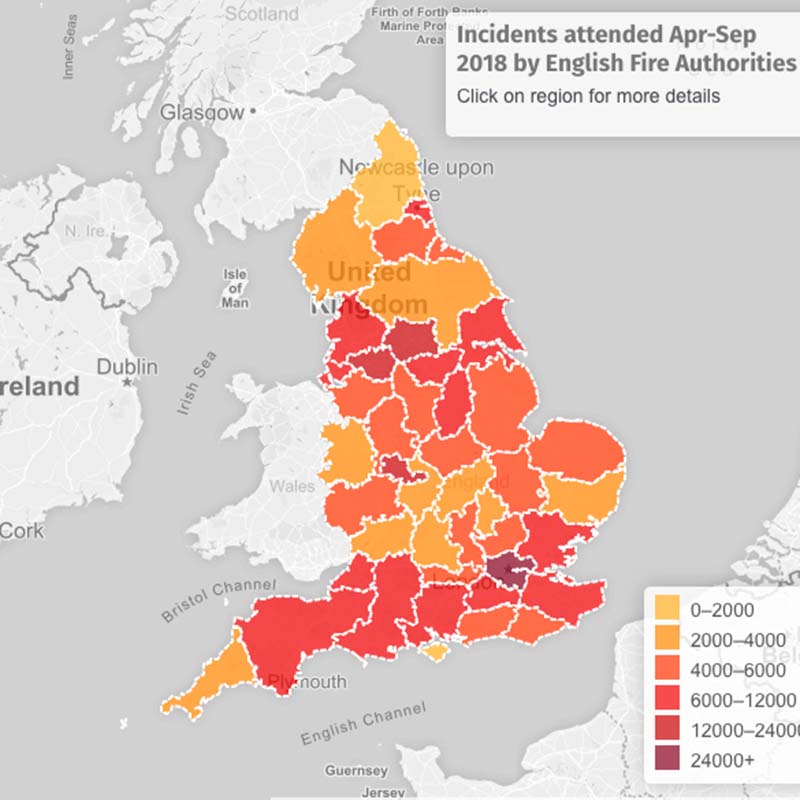 Scotland
Firth of Forth Banks
Marine Protected
Area
Inner Seas
Incidents attended Apr-Sep
2018 by English Fire Authorities
Click on region for more details
Glasgow
Newcastle upon
Tyne
N. Ire.
Isle
of
Man
United
Kingdom
Dublin
reland
Irish Sea
Wales
England
Cork
London
Bristol Channel
Plymouth
English Channel
Guernsey
Jersey
Bel
0–2000
2000–4000
4000–6000
6000–12000
12000–24000
24000+